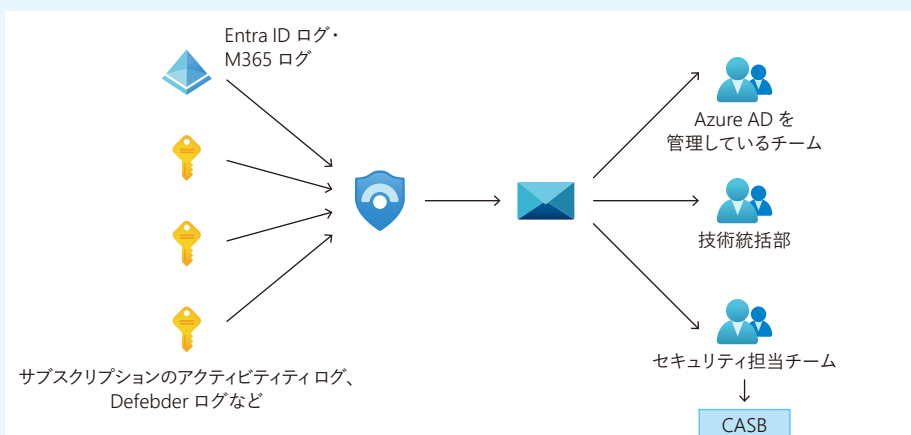 Entra ID ログ・
M365 ログ
Azure AD を
管理しているチーム
技術統括部
セキュリティ担当チーム
サブスクリプションのアクティビティティログ、
Defebder ログなど
CASB